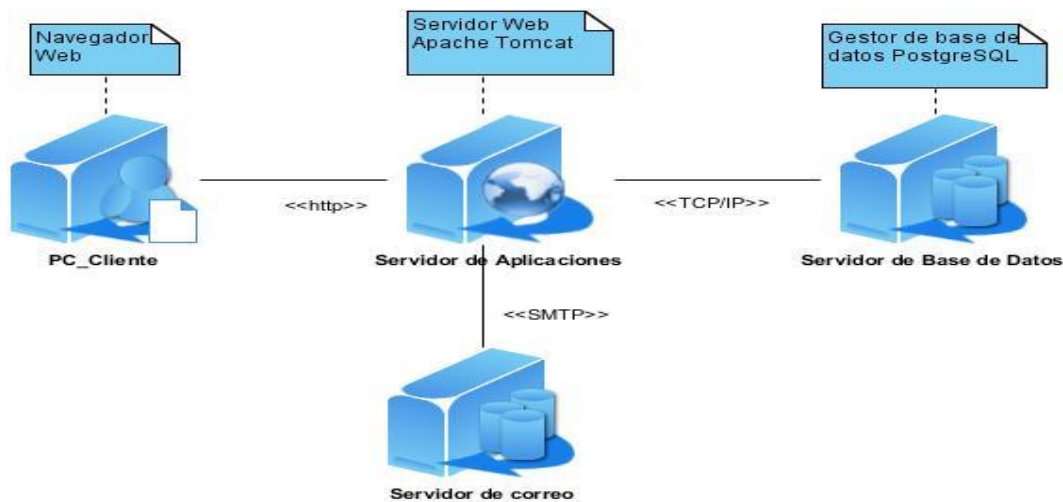 Navegador
Web
Servidor Web
Apache Tomcat
Gestor de base de
datos PostgreSQL
<<http>>
<<TCP/IP>>
PC_Cliente
Servidor de Aplicaciones
Servidor de Base de Datos
<<SMTP>>
Servidor de correo